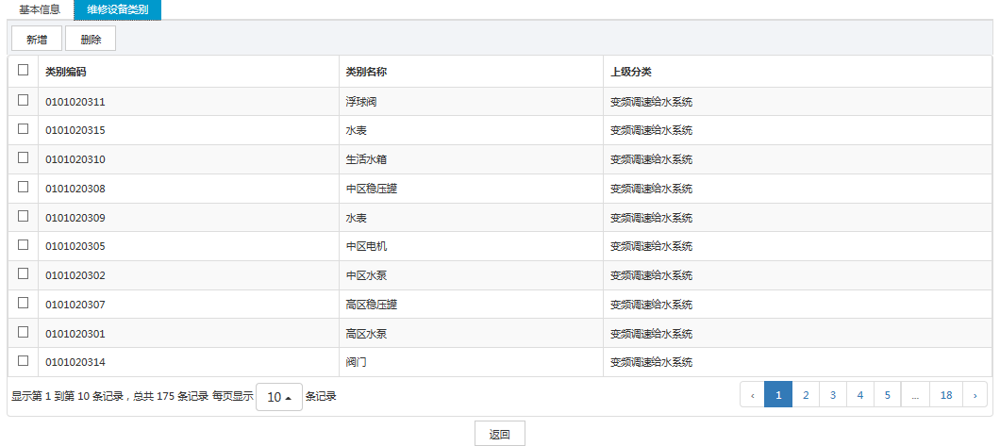 基本信息 维修设备类别
新增 删除
类别编码 类别名称 上级分类
0101020311 浮球阀 变频调速给水系统
0101020315 水表 变频调速给水系统
0101020310 生活水箱 变频调速给水系统
0101020308 中区稳压罐 变频调速给水系统
0101020309 水表 变频调速给水系统
0101020305 中区电机 变频调速给水系统
0101020302 中区水泵 变频调速给水系统
0101020307 高区稳压罐 变频调速给水系统
0101020301 高区水泵 变频调速给水系统
0101020314 阀门 变频调速给水系统
显示第 1 到第 10 条记录，总共 175 条记录 每页显示 10 条记录 ‹ 1 2 3 4 5 ... 18 ›
返回